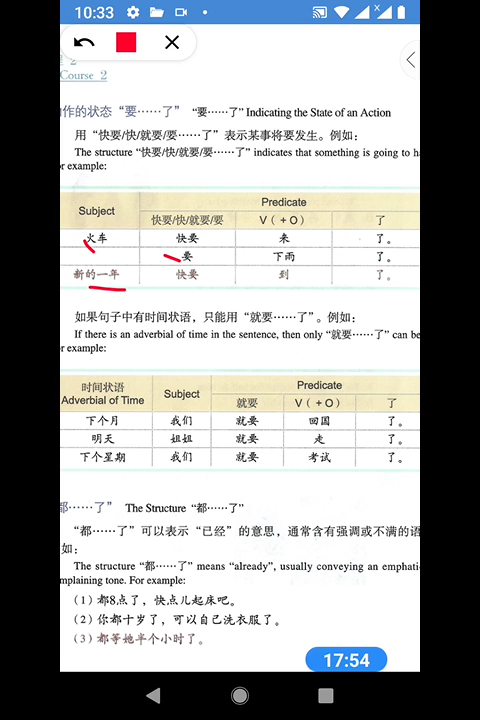 10:33
2
Course 2
作的状态 “要……了” “要……了” Indicating the State of an Action
用 “快要/快/就要/要……了” 表示某事将要发生。例如：
The structure “快要/快/就要/要……了” indicates that something is going to ha
or example:
Subject Predicate
快要/快/就要/要 V（+O） 了
火车 快要 来 了。
要 下雨 了。
新的一年 快要 到 了。
如果句子中有时间状语，只能用 “就要……了”。例如：
If there is an adverbial of time in the sentence, then only “就要……了” can be
or example:
时间状语 Adverbial of Time Subject Predicate
就要 V（+O） 了
下个月 我们 就要 回国 了。
明天 姐姐 就要 走 了。
下个星期 我们 就要 考试 了。
都……了” The Structure “都……了”
“都……了” 可以表示 “已经” 的意思，通常含有强调或不满的语
如：
The structure “都……了” means “already”, usually conveying an emphati
mplaining tone. For example:
（1）都8点了，快点儿起床吧。
（2）你都十岁了，可以自己洗衣服了。
（3）都等她半个小时了。
17:54